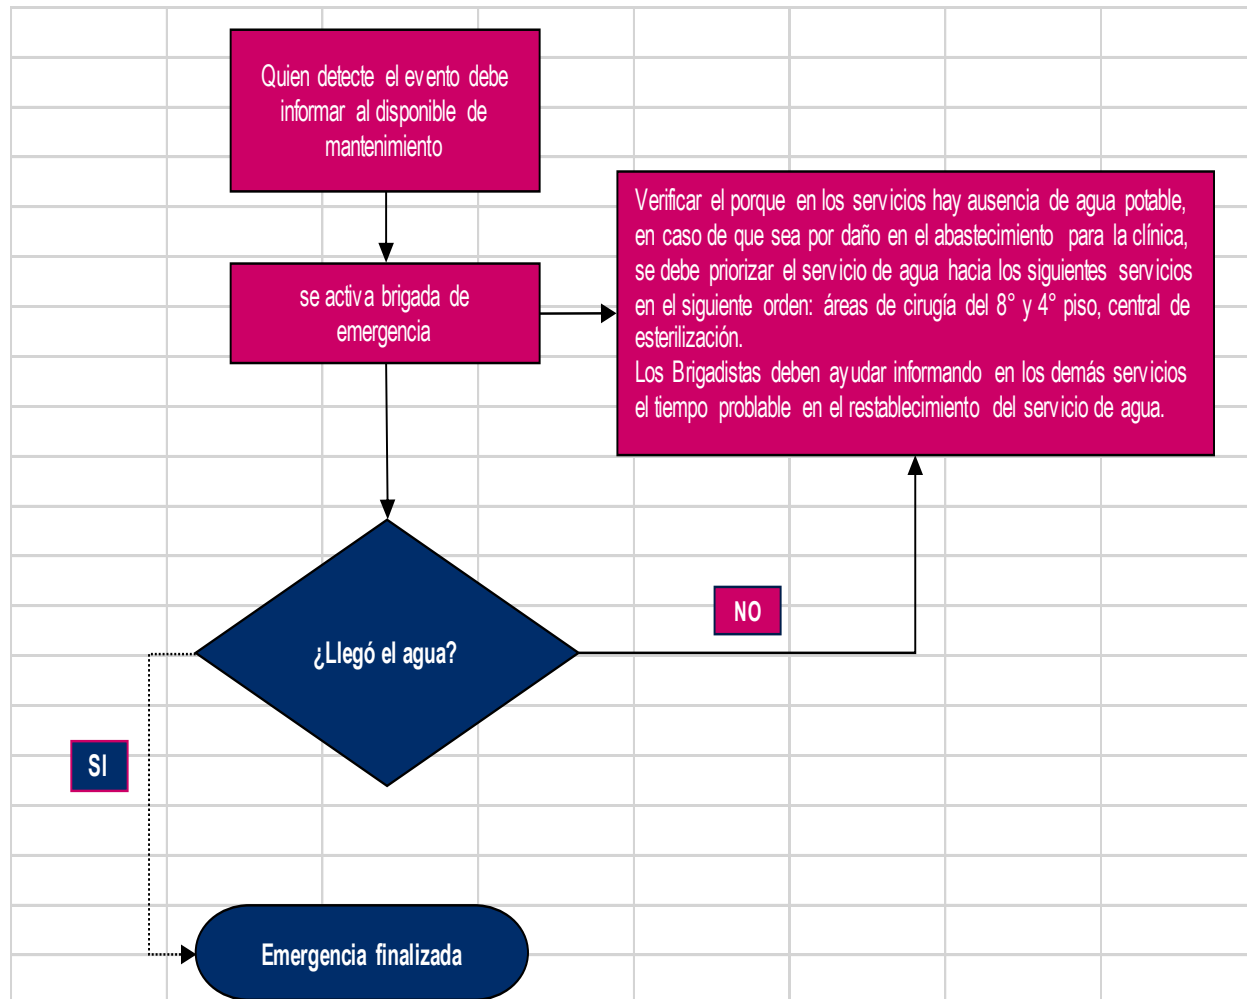 Quien detecte el evento debe
informar al disponible de
mantenimiento
se activa brigada de
emergencia
Verificar el porque en los servicios hay ausencia de agua potable,
en caso de que sea por daño en el abastecimiento para la clínica,
se debe priorizar el servicio de agua hacia los siguientes servicios
en el siguiente orden: áreas de cirugía del 8° y 4° piso, central de
esterilización.
Los Brigadistas deben ayudar informando en los demás servicios
el tiempo problable en el restablecimiento del servicio de agua.
¿Llegó el agua?
NO
SI
Emergencia finalizada